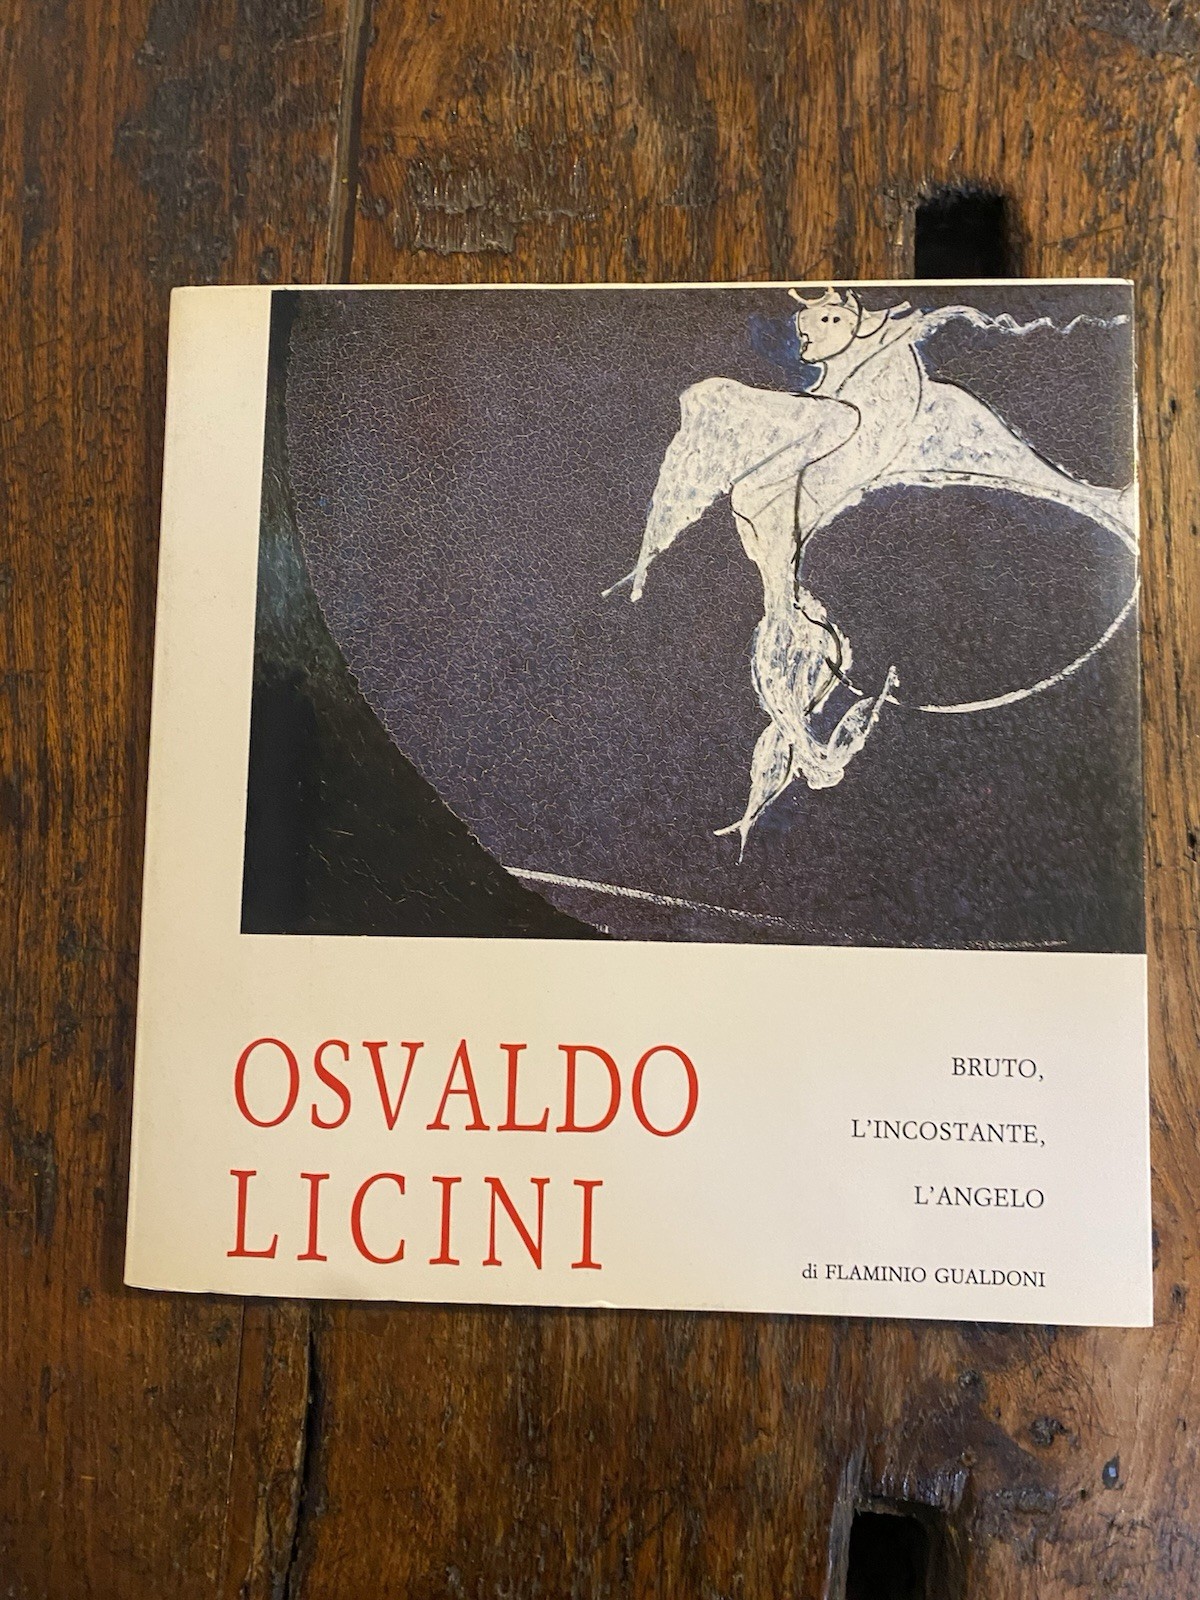 OSVALDO
LICINI
BRUTO,
L'INCOSTANTE,
L'ANGELO
di FLAMINIO GUALDONI